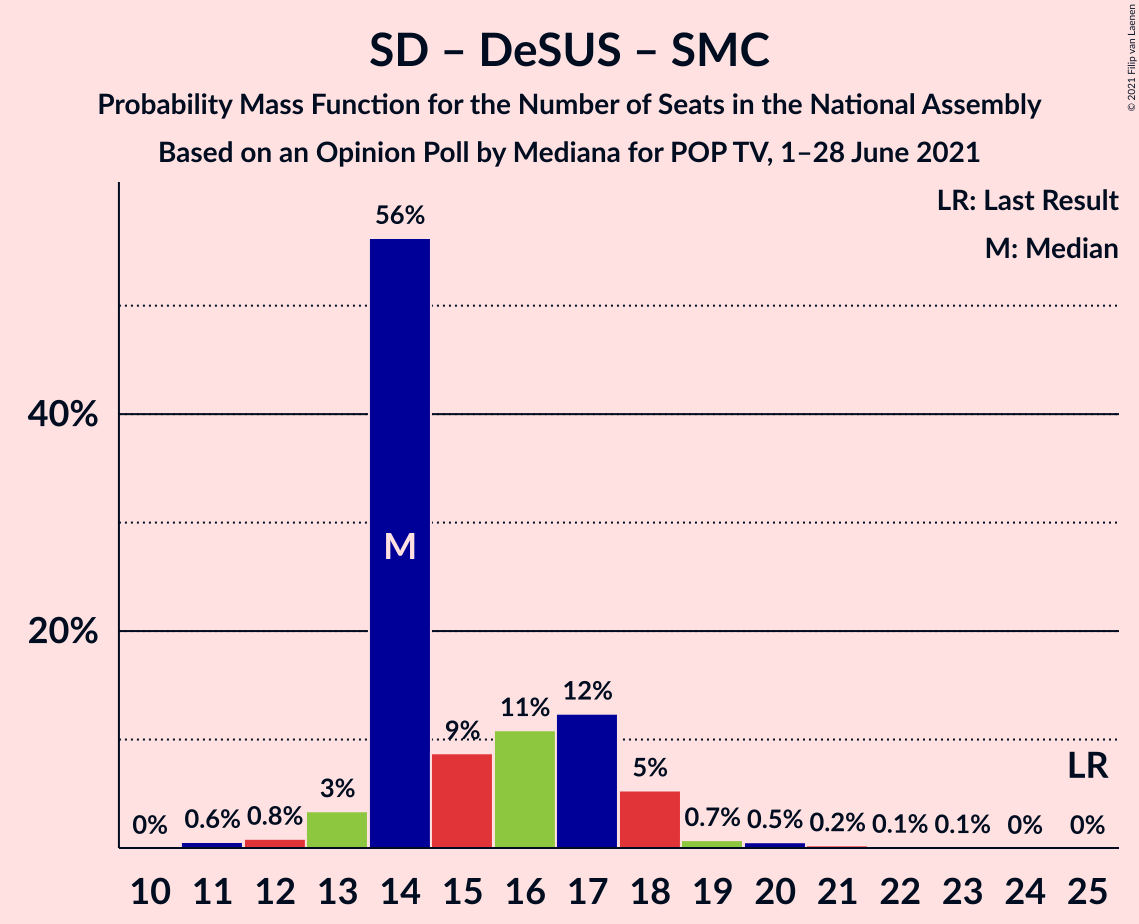 SD – DeSUS – SMC
Probability Mass Function for the Number of Seats in the National Assembly
Based on an Opinion Poll by Mediana for POP TV, 1–28 June 2021
© 2021 Filip van Laenen
LR: Last Result
M: Median
40%
20%
0%
0.6%
0.8%
3%
56%
9%
11%
12%
5%
0.7%
0.5%
0.2%
0.1%
0.1%
0%
0%
M
LR
10 11 12 13 14 15 16 17 18 19 20 21 22 23 24 25